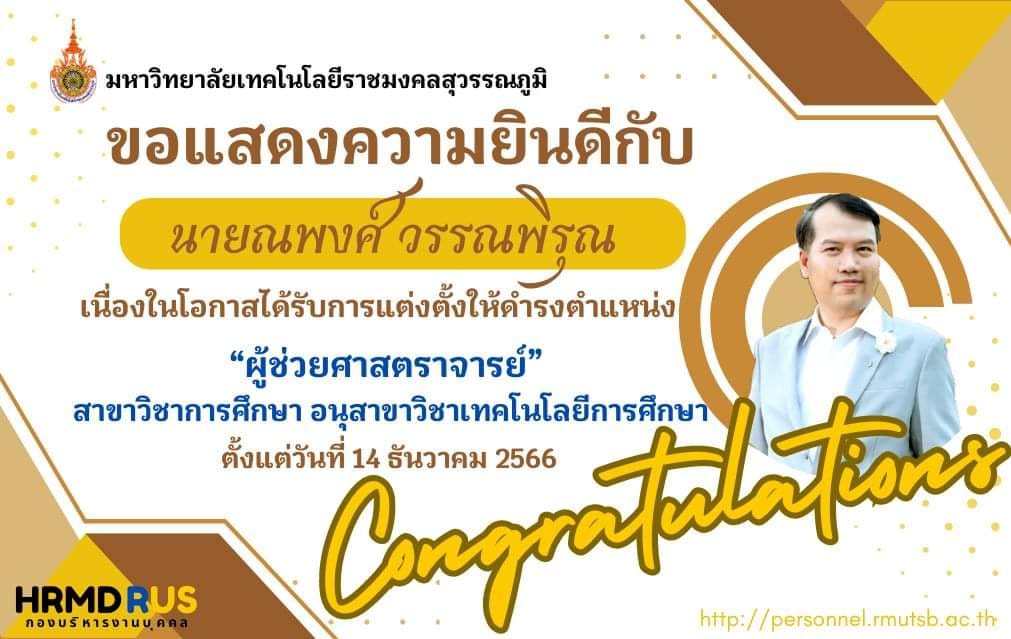 มหาวิทยาลัยเทคโนโลยีราชมงคลสุวรรณภูมิ
ขอแสดงความยินดีกับ
นายณพงศ์ วรรณพิรุณ
เนื่องในโอกาสได้รับการแต่งตั้งให้ดำรงตำแหน่ง
“ผู้ช่วยศาสตราจารย์”
สาขาวิชาการศึกษา อนุสาขาวิชาเทคโนโลยีการศึกษา
ตั้งแต่วันที่ 14 ธันวาคม 2566
Congratulations
HRMD RUS
กองบริหารงานบุคคล
http://personnel.rmutsb.ac.th